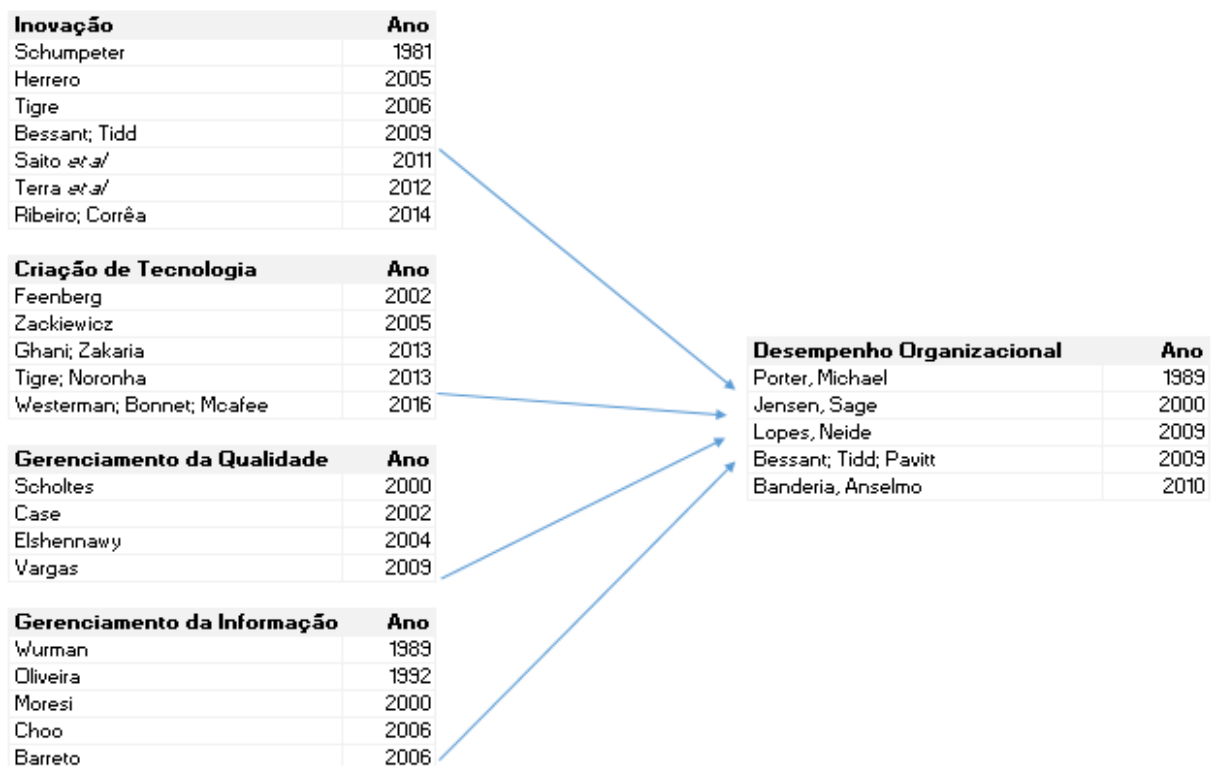 Inovação Ano
Schumpeter 1981
Herrero 2005
Tigre 2006
Bessant; Tidd 2009
Saito et al 2011
Terra et al 2012
Ribeiro; Corrêa 2014
Criação de Tecnologia Ano
Feenberg 2002
Zackiewicz 2005
Ghani; Zakaria 2013
Tigre; Noronha 2013
Westerman; Bonnet; Mcafee 2016
Gerenciamento da Qualidade Ano
Scholtes 2000
Case 2002
Elshennawy 2004
Vargas 2009
Gerenciamento da Informação Ano
Wurman 1989
Oliveira 1992
Moresi 2000
Choo 2006
Barreto 2006
Desempenho Organizacional Ano
Porter, Michael 1989
Jensen, Sage 2000
Lopes, Neide 2009
Bessant; Tidd; Pavitt 2009
Banderia, Anselmo 2010